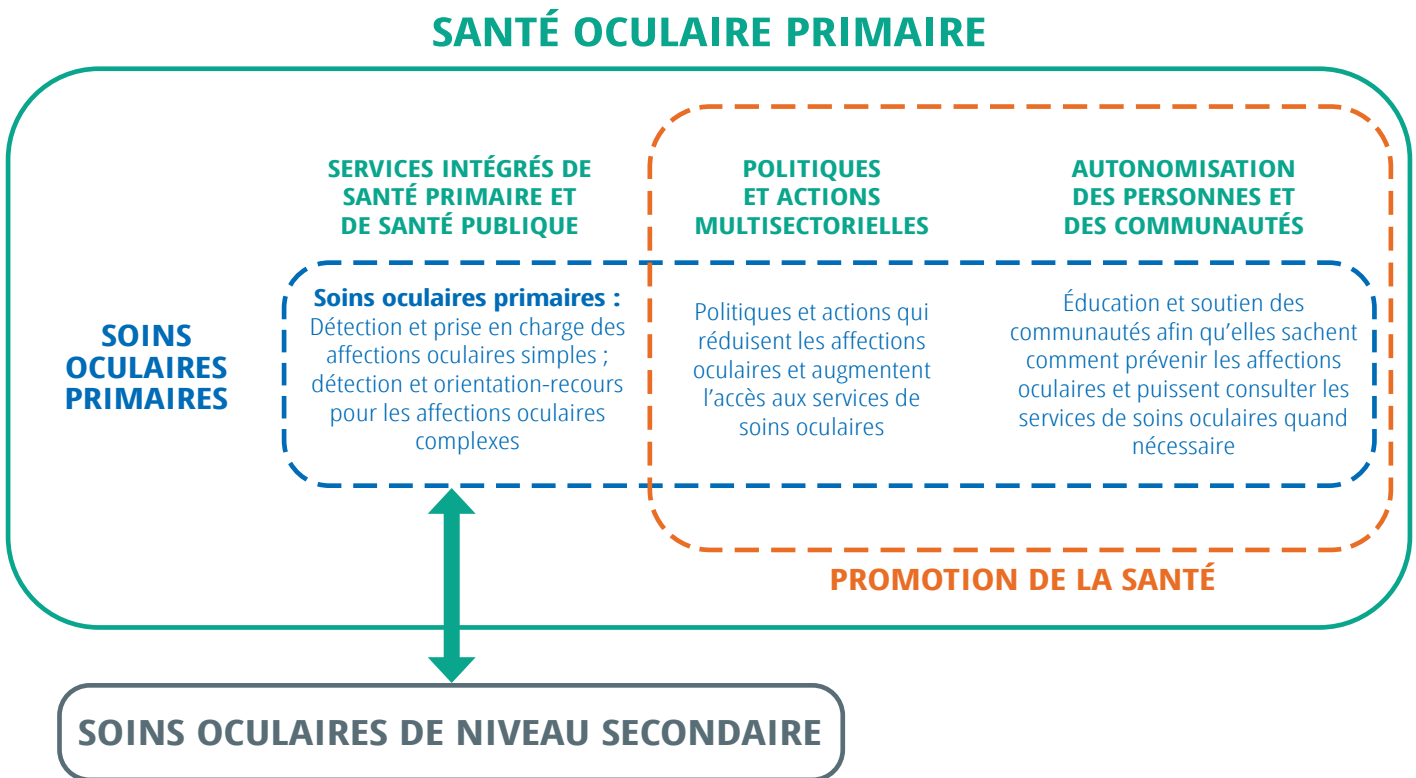 SANTÉ OCULAIRE PRIMAIRE
SERVICES INTÉGRÉS DE
SANTÉ PRIMAIRE ET
DE SANTÉ PUBLIQUE
POLITIQUES
ET ACTIONS
MULTISECTORIELLES
AUTONOMISATION
DES PERSONNES ET
DES COMMUNAUTÉS
SOINS
OCULAIRES
PRIMAIRES
Soins oculaires primaires :
Détection et prise en charge des
affections oculaires simples ;
détection et orientation-recours
pour les affections oculaires
complexes
Politiques et actions qui
réduisent les affections
oculaires et augmentent
l’accès aux services de
soins oculaires
Éducation et soutien des
communautés afin qu’elles sachent
comment prévenir les affections
oculaires et puissent consulter les
services de soins oculaires quand
nécessaire
PROMOTION DE LA SANTÉ
SOINS OCULAIRES DE NIVEAU SECONDAIRE